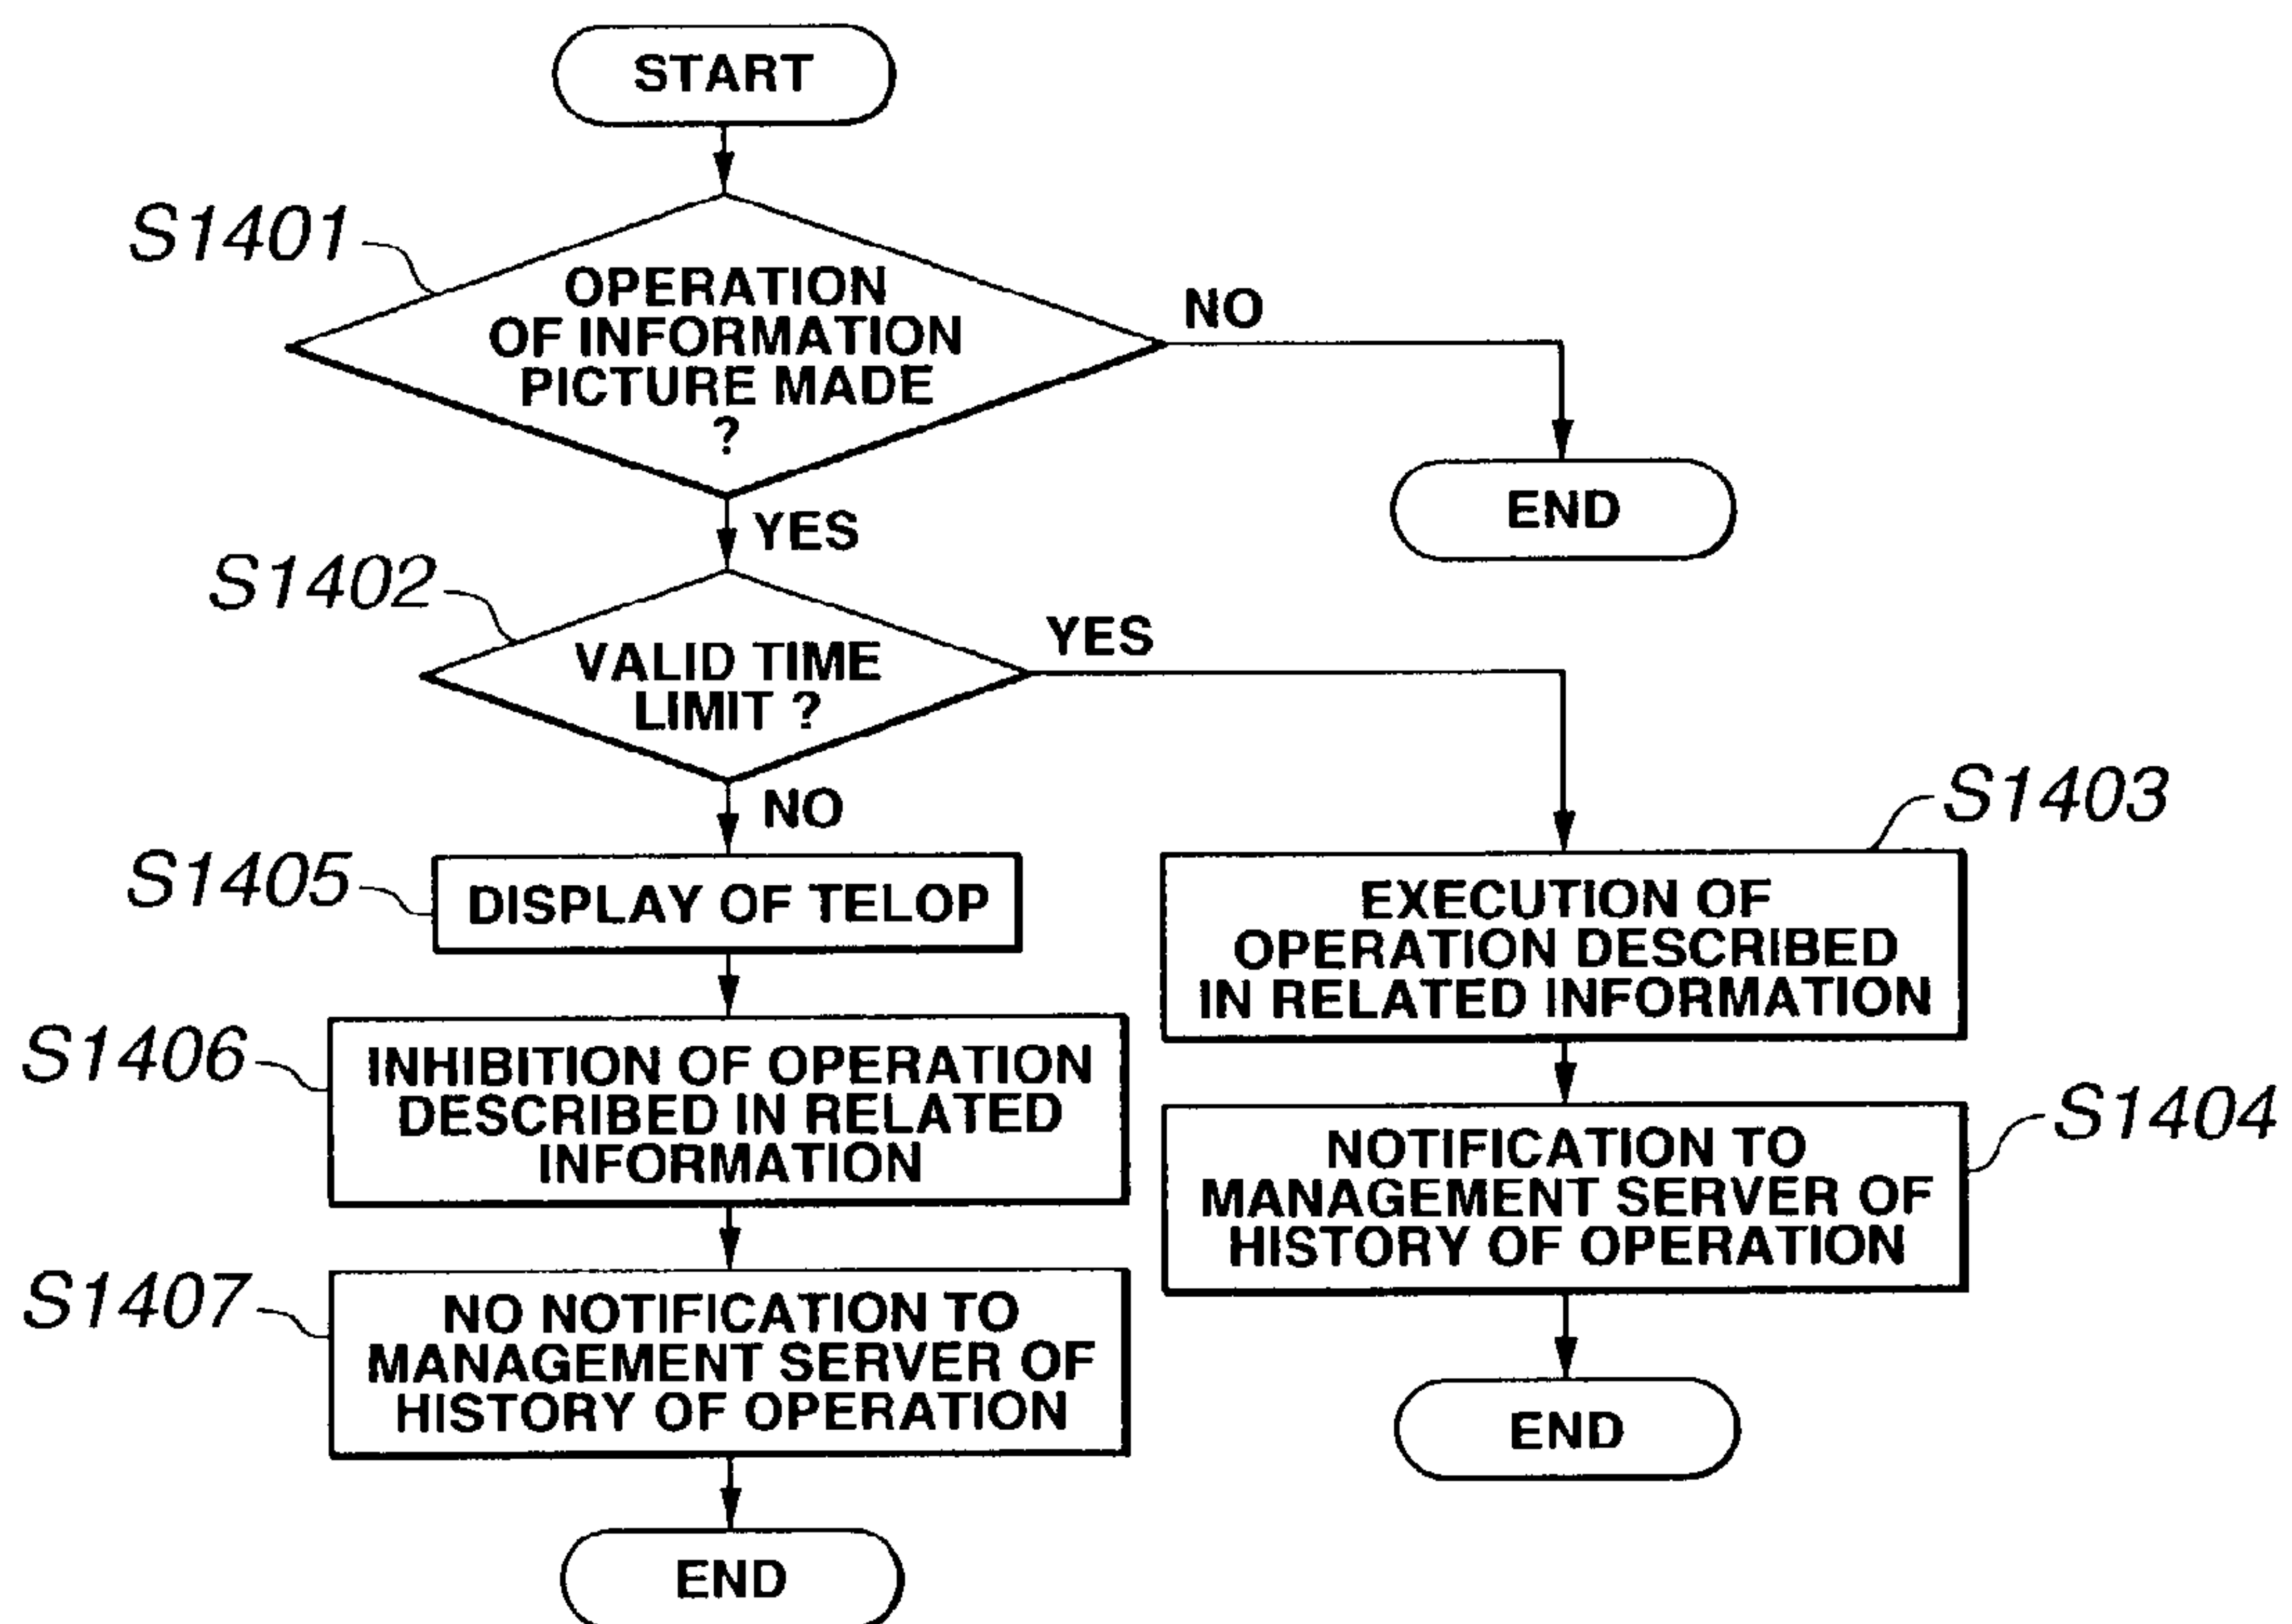 START
S1401
OPERATION
OF INFORMATION
PICTURE MADE
?
NO
END
YES
S1402
VALID TIME
LIMIT ?
YES
NO
S1403
EXECUTION OF
OPERATION DESCRIBED
IN RELATED INFORMATION
S1405
DISPLAY OF TELOP
S1406
INHIBITION OF OPERATION
DESCRIBED IN RELATED
INFORMATION
S1404
NOTIFICATION TO
MANAGEMENT SERVER OF
HISTORY OF OPERATION
S1407
NO NOTIFICATION TO
MANAGEMENT SERVER OF
HISTORY OF OPERATION
END
END